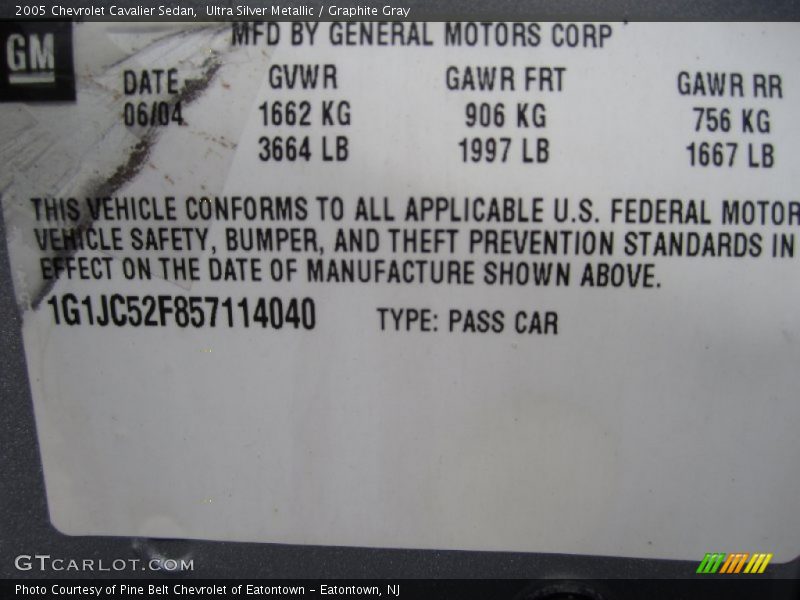 2005 Chevrolet Cavalier Sedan,  Ultra Silver Metallic / Graphite Gray
GM
MFD BY GENERAL MOTORS CORP
DATE GVWR GAWR FRT GAWR RR
06/04 1662 KG 906 KG 756 KG
3664 LB 1997 LB 1667 LB
THIS VEHICLE CONFORMS TO ALL APPLICABLE U.S. FEDERAL MOTOR
VEHICLE SAFETY, BUMPER, AND THEFT PREVENTION STANDARDS IN
EFFECT ON THE DATE OF MANUFACTURE SHOWN ABOVE.
1G1JC52F857114040 TYPE: PASS CAR
GTCARLOT.COM
Photo Courtesy of Pine Belt Chevrolet of Eatontown – Eatontown, NJ